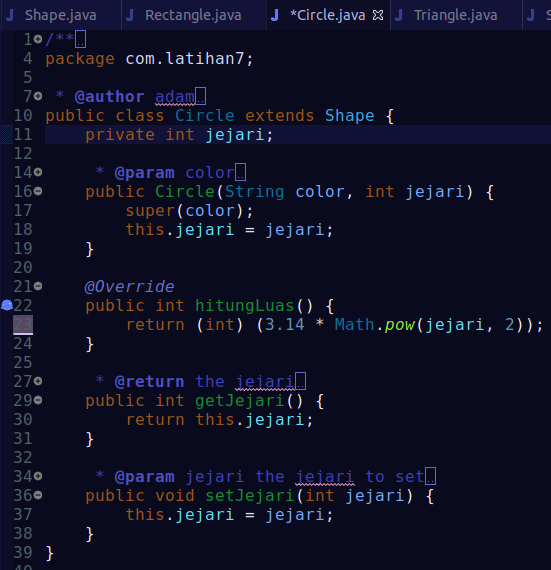 Shape.java Rectangle.java *Circle.java Triangle.java S
1 /**
4 package com.latihan7;
5
7 * @author adam
10 public class Circle extends Shape {
11 private int jejari;
12
14 * @param color
16 public Circle(String color, int jejari) {
17 super(color);
18 this.jejari = jejari;
19 }
20
21 @Override
22 public int hitungLuas() {
23 return (int) (3.14 * Math.pow(jejari, 2));
24 }
25
27 * @return the jejari
29 public int getJejari() {
30 return this.jejari;
31 }
32
34 * @param jejari the jejari to set
36 public void setJejari(int jejari) {
37 this.jejari = jejari;
38 }
39 }
40